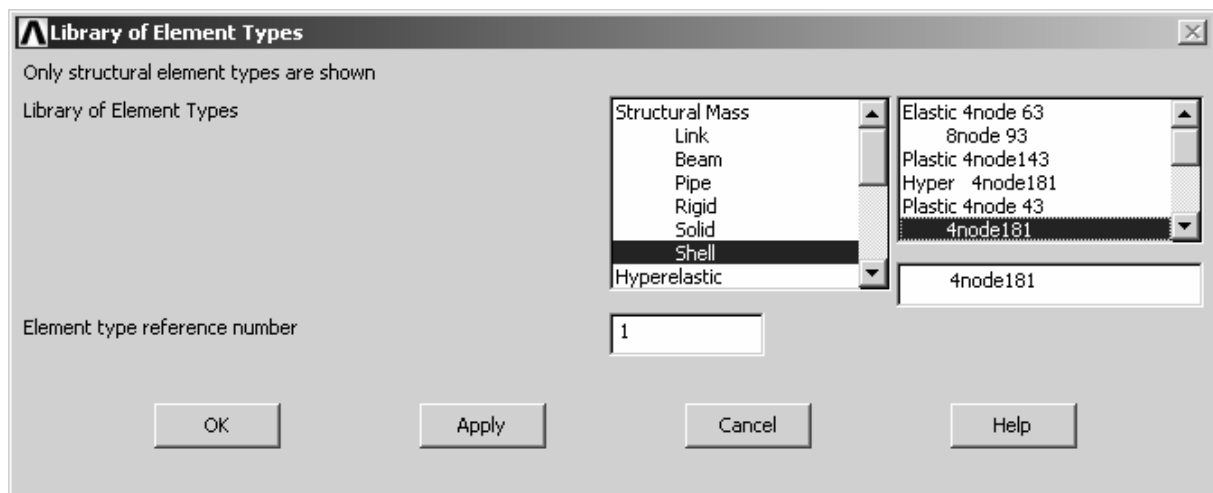 Library of Element Types
Only structural element types are shown
Library of Element Types
Structural Mass
Link
Beam
Pipe
Rigid
Solid
Shell
Hyperelastic
Elastic 4node 63
8node 93
Plastic 4node143
Hyper 4node181
Plastic 4node 43
4node181
4node181
Element type reference number
1
OK
Apply
Cancel
Help